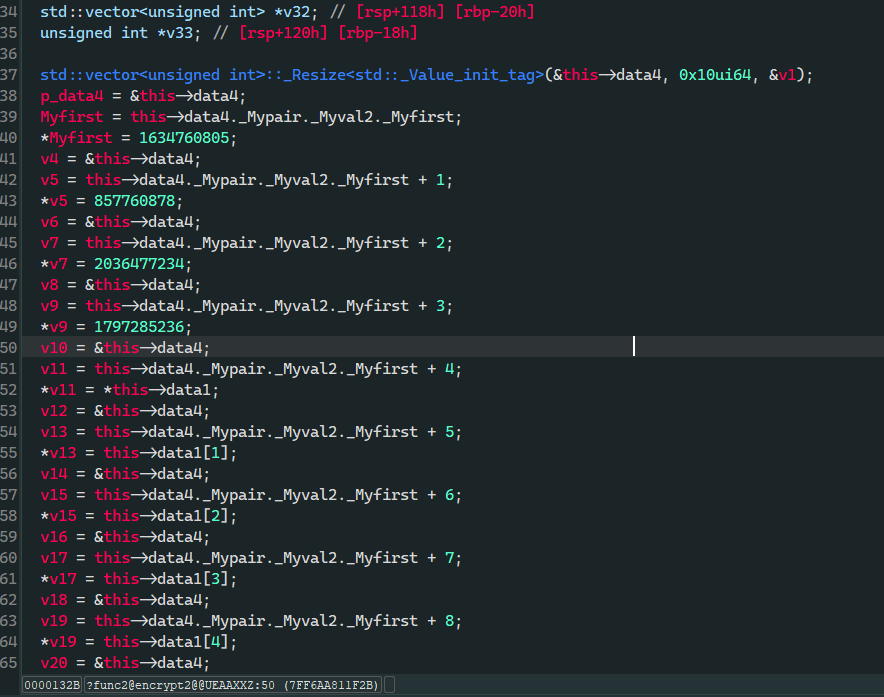 34 std::vector<unsigned int> *v32; // [rsp+118h] [rbp-20h]
35 unsigned int *v33; // [rsp+120h] [rbp-18h]
36
37 std::vector<unsigned int>::_Resize<std::_Value_init_tag>(&this→data4, 0x10ui64, &v1);
38 p_data4 = &this→data4;
39 Myfirst = this→data4._Mypair._Myval2._Myfirst;
40 *Myfirst = 1634760805;
41 v4 = &this→data4;
42 v5 = this→data4._Mypair._Myval2._Myfirst + 1;
43 *v5 = 857760878;
44 v6 = &this→data4;
45 v7 = this→data4._Mypair._Myval2._Myfirst + 2;
46 *v7 = 2036477234;
47 v8 = &this→data4;
48 v9 = this→data4._Mypair._Myval2._Myfirst + 3;
49 *v9 = 1797285236;
50 v10 = &this→data4;
51 v11 = this→data4._Mypair._Myval2._Myfirst + 4;
52 *v11 = *this→data1;
53 v12 = &this→data4;
54 v13 = this→data4._Mypair._Myval2._Myfirst + 5;
55 *v13 = this→data1[1];
56 v14 = &this→data4;
57 v15 = this→data4._Mypair._Myval2._Myfirst + 6;
58 *v15 = this→data1[2];
59 v16 = &this→data4;
60 v17 = this→data4._Mypair._Myval2._Myfirst + 7;
61 *v17 = this→data1[3];
62 v18 = &this→data4;
63 v19 = this→data4._Mypair._Myval2._Myfirst + 8;
64 *v19 = this→data1[4];
65 v20 = &this→data4;
0000132B ?func2@encrypt2@@UEAAXXZ:50 (7FF6AA811F2B)